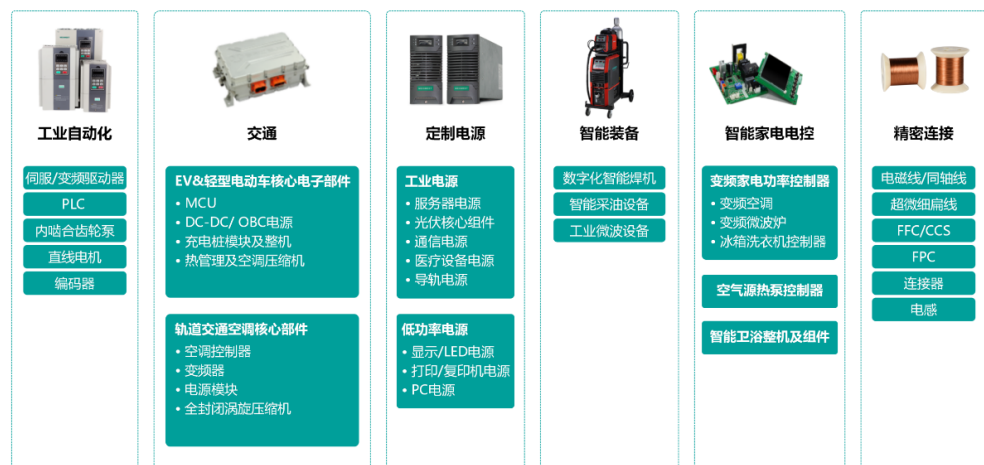 工业自动化
伺服/变频驱动器
PLC
内啮合齿轮泵
直线电机
编码器
交通
EV&轻型电动车核心电子部件
• MCU
• DC-DC/ OBC电源
• 充电桩模块及整机
• 热管理及空调压缩机
轨道交通空调核心部件
• 空调控制器
• 变频器
• 电源模块
• 全封闭涡旋压缩机
定制电源
工业电源
• 服务器电源
• 光伏核心组件
• 通信电源
• 医疗设备电源
• 导轨电源
低功率电源
• 显示/LED电源
• 打印/复印机电源
• PC电源
智能装备
数字化智能焊机
智能采油设备
工业微波设备
智能家电电控
变频家电功率控制器
• 变频空调
• 变频微波炉
• 冰箱洗衣机控制器
空气源热泵控制器
智能卫浴整机及组件
精密连接
电磁线/同轴线
超微细扁线
FFC/CCS
FPC
连接器
电感